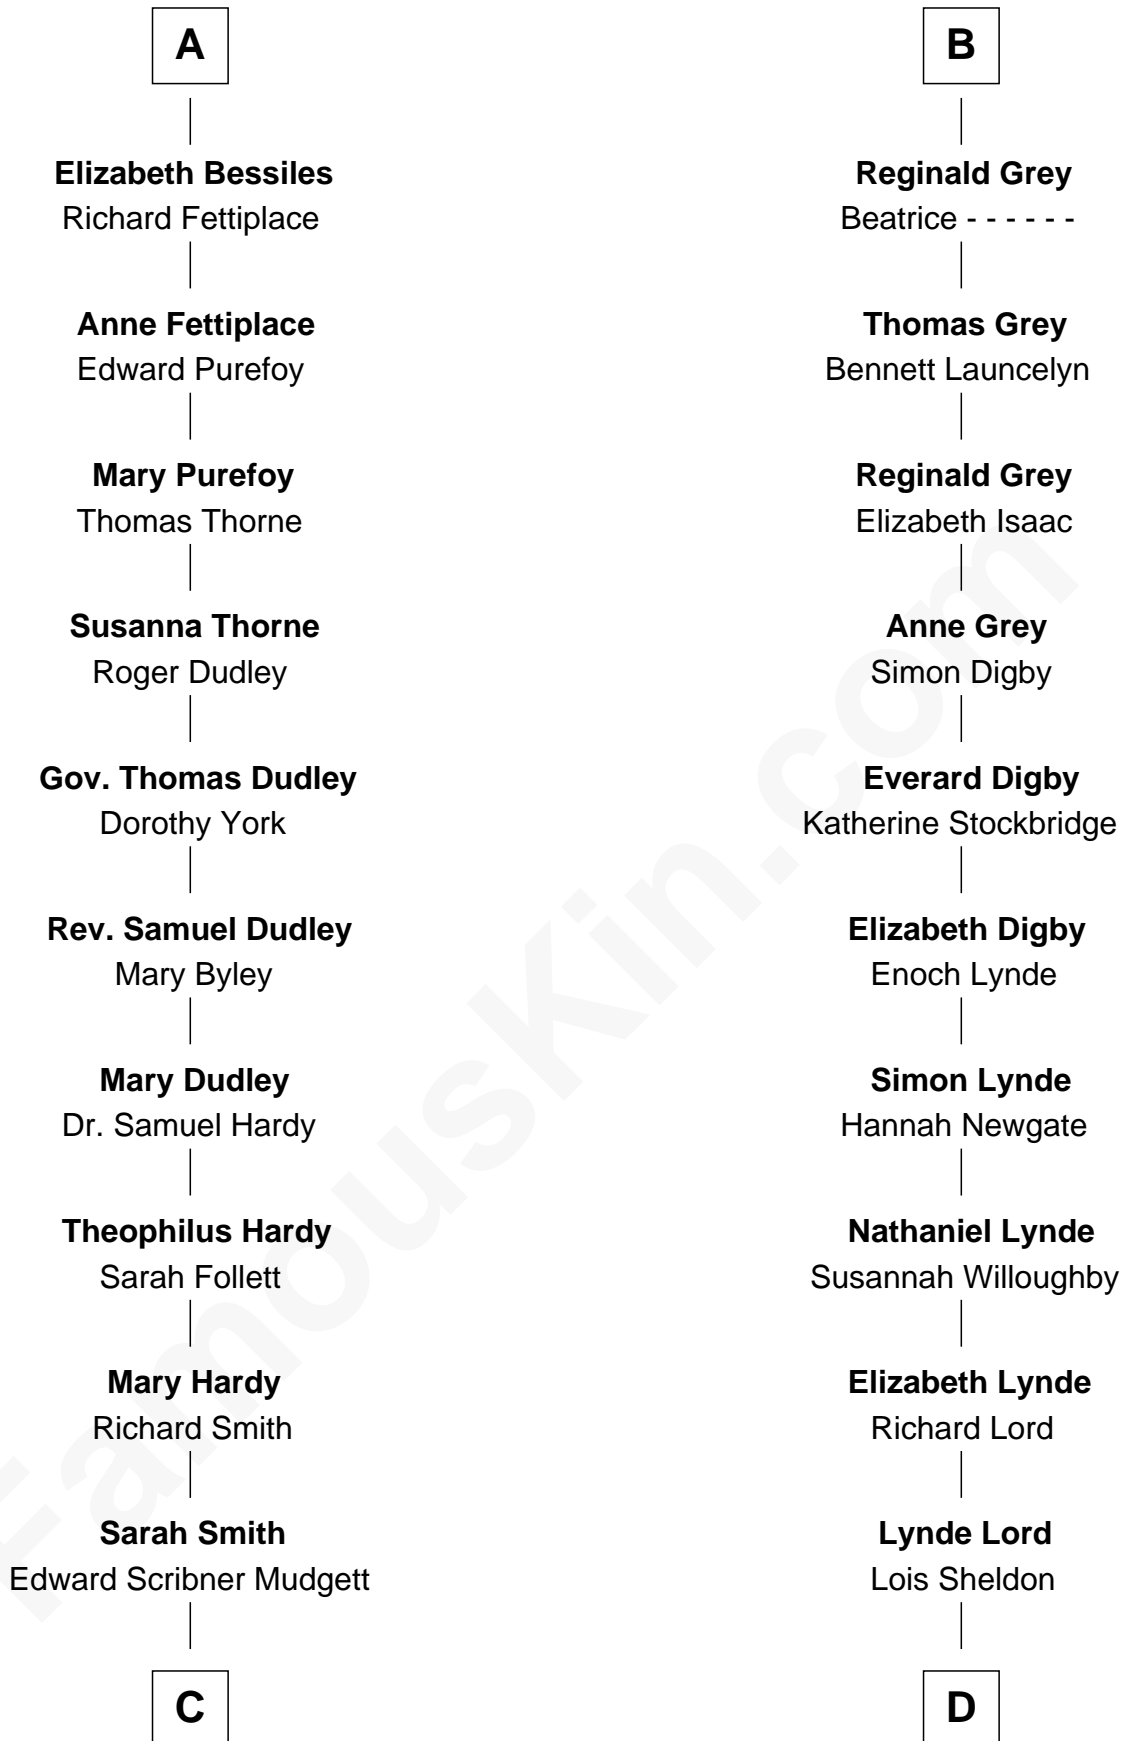 A
Elizabeth Bessiles
Richard Fettiplace
Anne Fettiplace
Edward Purefoy
Mary Purefoy
Thomas Thorne
Susanna Thorne
Roger Dudley
Gov. Thomas Dudley
Dorothy York
Rev. Samuel Dudley
Mary Byley
Mary Dudley
Dr. Samuel Hardy
Theophilus Hardy
Sarah Follett
Mary Hardy
Richard Smith
Sarah Smith
Edward Scribner Mudgett
C
B
Reginald Grey
Beatrice - - - - - -
Thomas Grey
Bennett Launcelyn
Reginald Grey
Elizabeth Isaac
Anne Grey
Simon Digby
Everard Digby
Katherine Stockbridge
Elizabeth Digby
Enoch Lynde
Simon Lynde
Hannah Newgate
Nathaniel Lynde
Susannah Willoughby
Elizabeth Lynde
Richard Lord
Lynde Lord
Lois Sheldon
D
FamousKin.com